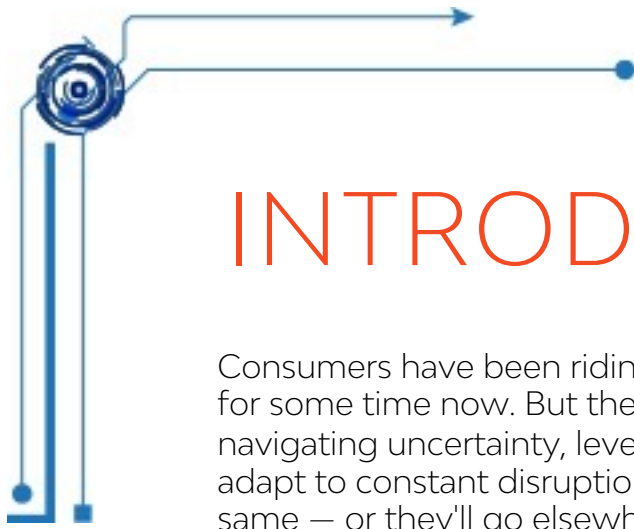 INTROD
Consumers have been ridin
for some time now. But the
navigating uncertainty, leve
adapt to constant disruptio
same — or they'll go elsewh